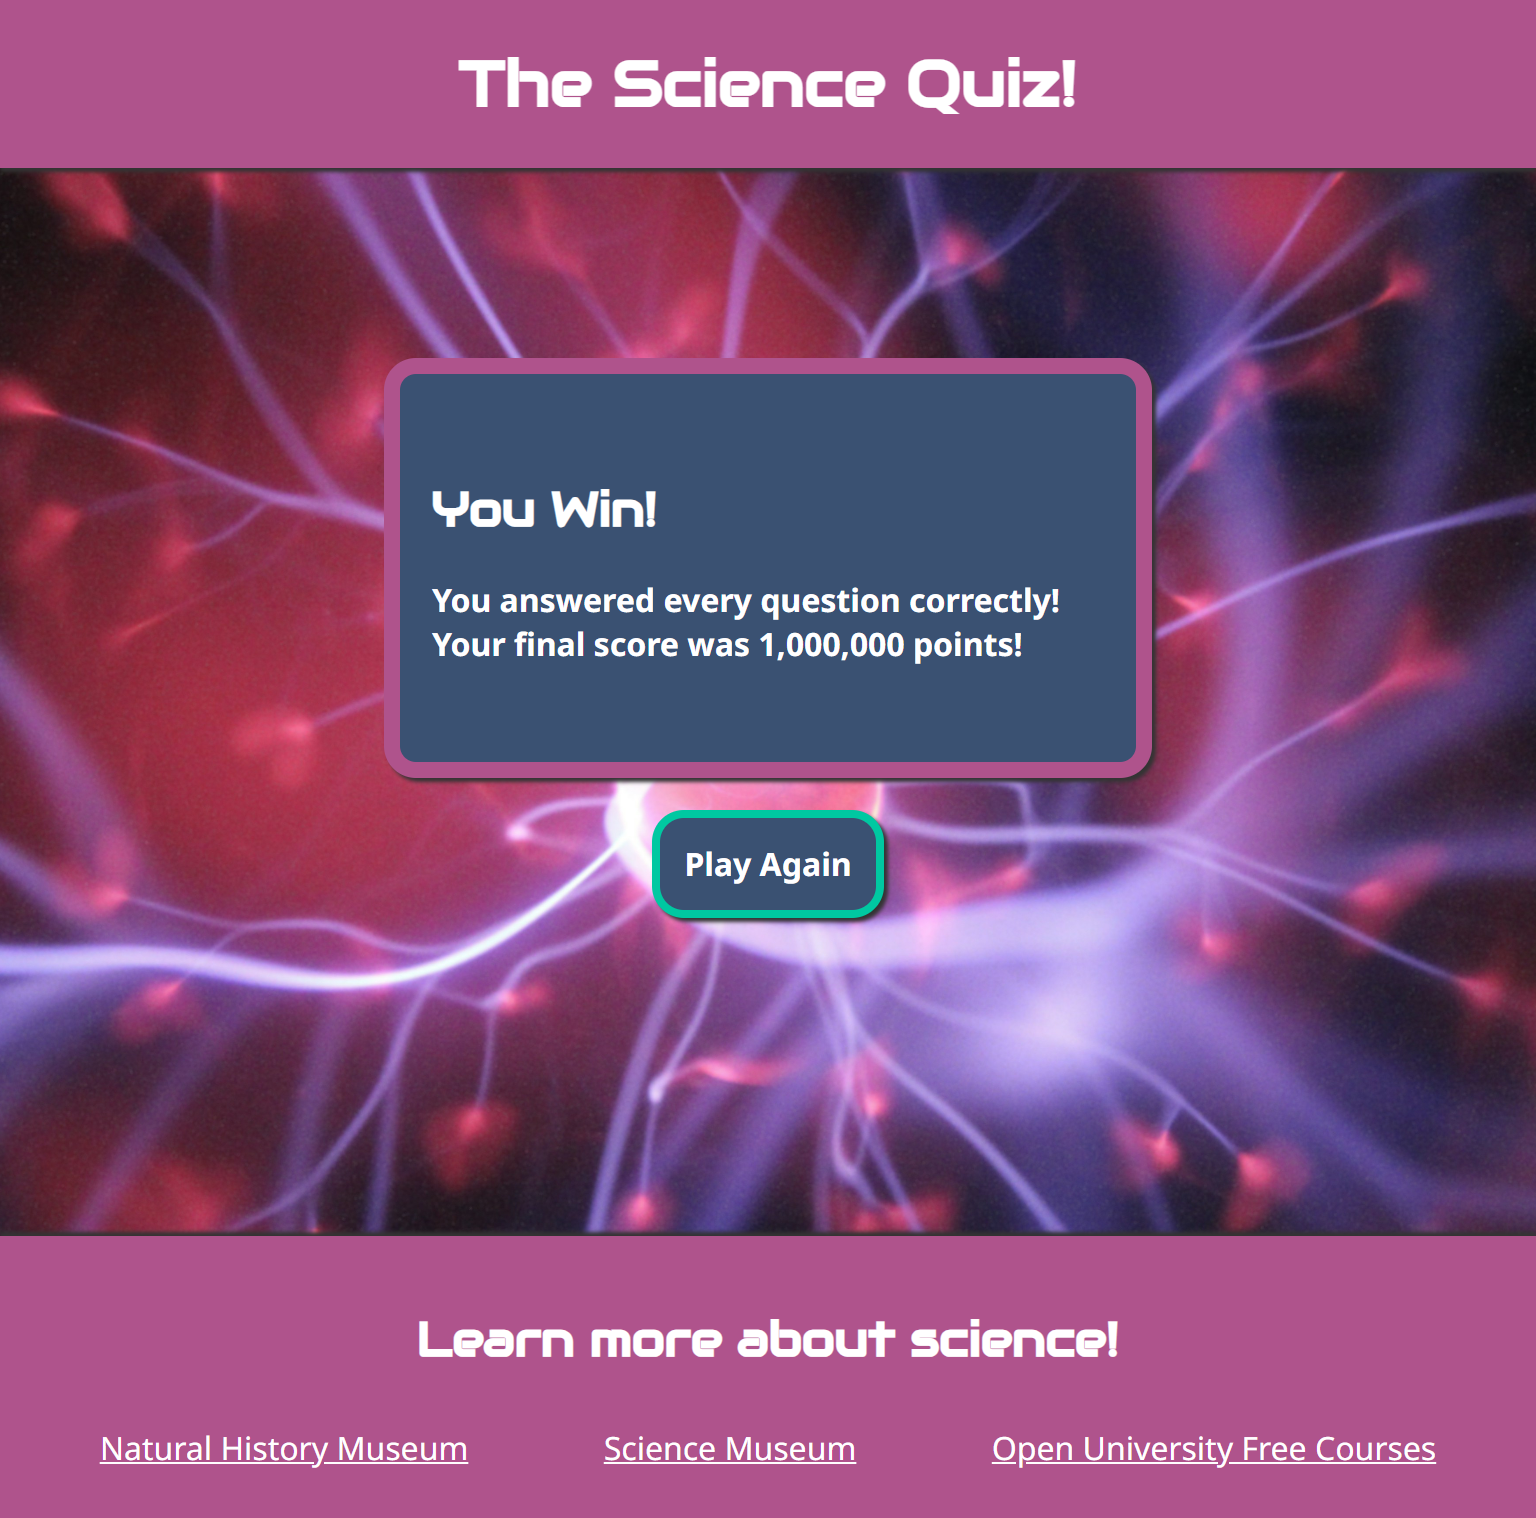 The Science Quiz!
You Win!
You answered every question correctly!
Your final score was 1,000,000 points!
Play Again
Learn more about science!
Natural History Museum
Science Museum
Open University Free Courses